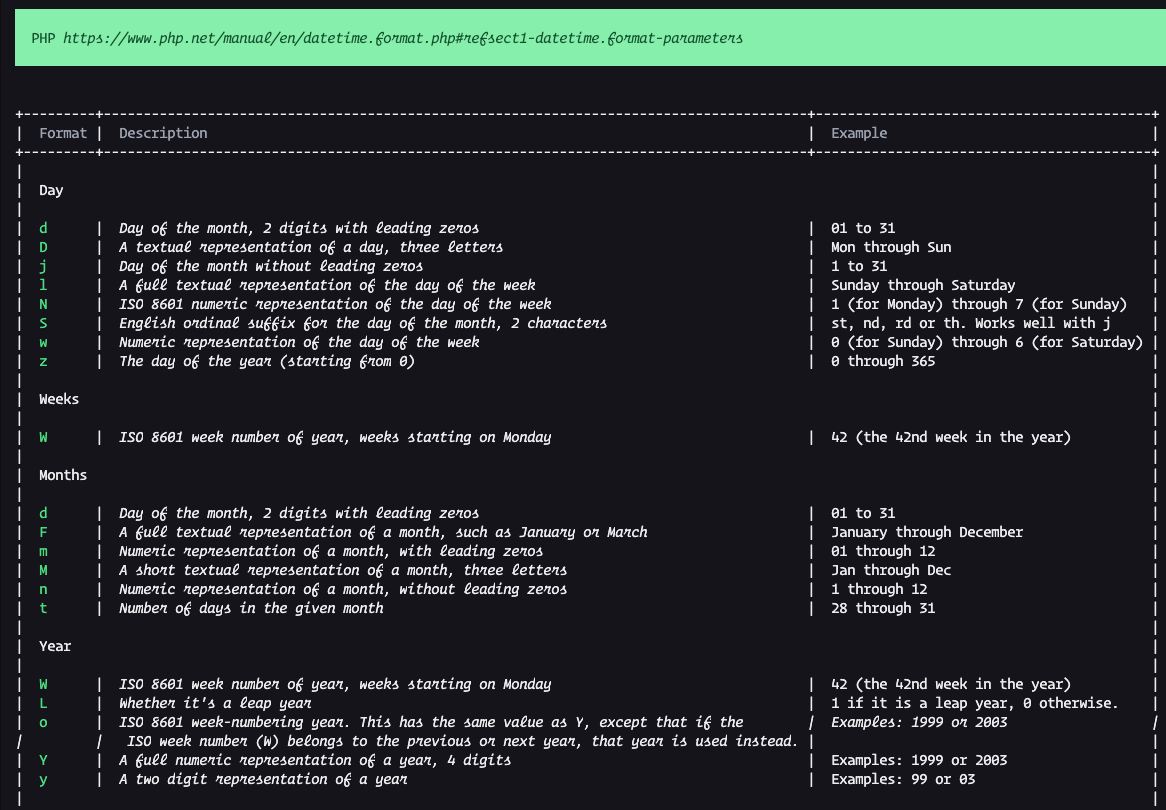 PHP https://www.php.net/manual/en/datetime.format.php#refsect1-datetime.format-parameters
+---------+----------------------------------------------------------------------------------------+------------------------------------------+
|  Format |  Description                                                                           |  Example                                 |
+---------+----------------------------------------------------------------------------------------+------------------------------------------+
|                                                                                                                                             |
|  Day                                                                                                                                        |
|                                                                                                                                             |
|  d      |  Day of the month, 2 digits with leading zeros                                         |  01 to 31                                |
|  D      |  A textual representation of a day, three letters                                      |  Mon through Sun                         |
|  j      |  Day of the month without leading zeros                                                |  1 to 31                                 |
|  l      |  A full textual representation of the day of the week                                  |  Sunday through Saturday                 |
|  N      |  ISO 8601 numeric representation of the day of the week                                |  1 (for Monday) through 7 (for Sunday)   |
|  S      |  English ordinal suffix for the day of the month, 2 characters                         |  st, nd, rd or th. Works well with j     |
|  w      |  Numeric representation of the day of the week                                         |  0 (for Sunday) through 6 (for Saturday) |
|  z      |  The day of the year (starting from 0)                                                 |  0 through 365                           |
|                                                                                                                                             |
|  Weeks                                                                                                                                      |
|                                                                                                                                             |
|  W      |  ISO 8601 week number of year, weeks starting on Monday                                |  42 (the 42nd week in the year)          |
|                                                                                                                                             |
|  Months                                                                                                                                     |
|                                                                                                                                             |
|  d      |  Day of the month, 2 digits with leading zeros                                         |  01 to 31                                |
|  F      |  A full textual representation of a month, such as January or March                    |  January through December                |
|  m      |  Numeric representation of a month, with leading zeros                                 |  01 through 12                           |
|  M      |  A short textual representation of a month, three letters                              |  Jan through Dec                         |
|  n      |  Numeric representation of a month, without leading zeros                              |  1 through 12                            |
|  t      |  Number of days in the given month                                                     |  28 through 31                           |
|                                                                                                                                             |
|  Year                                                                                                                                       |
|                                                                                                                                             |
|  W      |  ISO 8601 week number of year, weeks starting on Monday                                |  42 (the 42nd week in the year)          |
|  L      |  Whether it's a leap year                                                              |  1 if it is a leap year, 0 otherwise.    |
|  o      |  ISO 8601 week-numbering year. This has the same value as Y, except that if the        |  Examples: 1999 or 2003                  |
|         |   ISO week number (W) belongs to the previous or next year, that year is used instead. |                                          |
|  Y      |  A full numeric representation of a year, 4 digits                                     |  Examples: 1999 or 2003                  |
|  y      |  A two digit representation of a year                                                  |  Examples: 99 or 03                      |
|                                                                                                                                             |